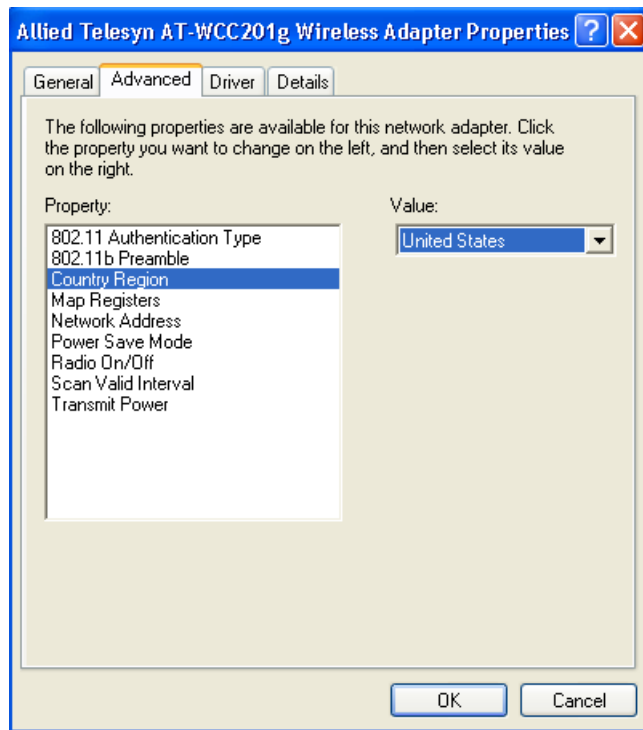 Allied Telesyn AT-WCC201g Wireless Adapter Properties
General Advanced Driver Details
The following properties are available for this network adapter. Click
the property you want to change on the left, and then select its value
on the right.
Property:
Value:
802.11 Authentication Type
802.11b Preamble
Country Region
Map Registers
Network Address
Power Save Mode
Radio On/Off
Scan Valid Interval
Transmit Power
United States
OK Cancel